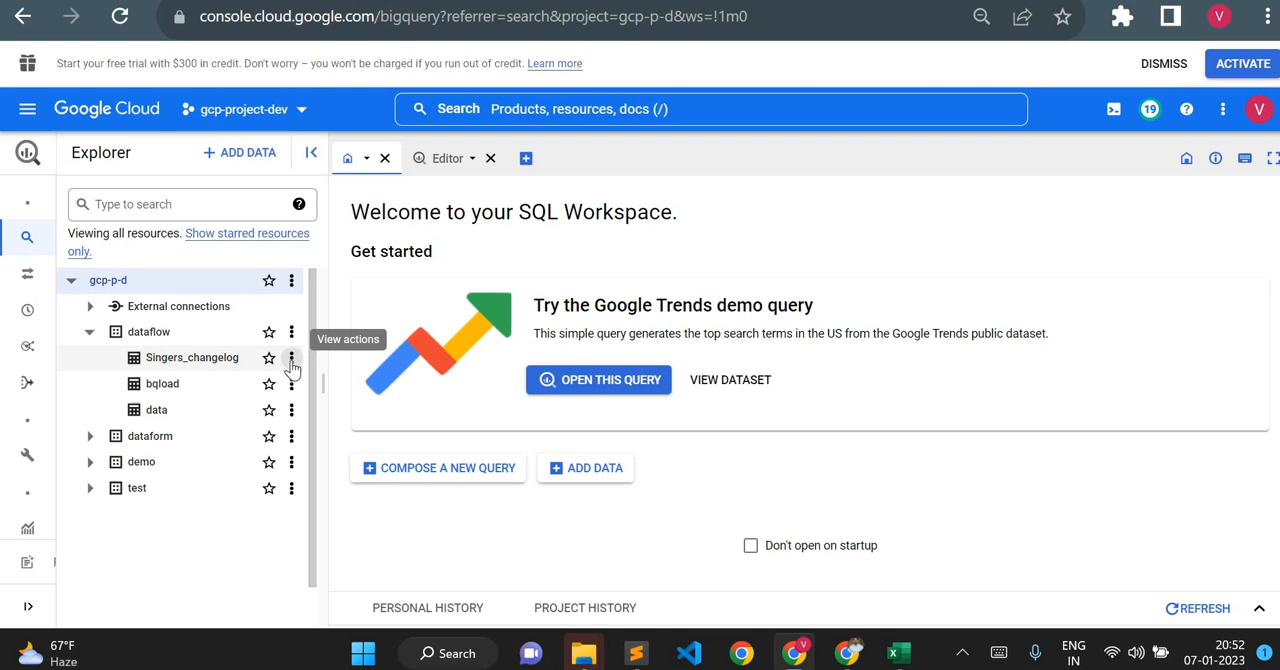 console.cloud.google.com/bigquery?referrer=search&project=gcp-p-d&ws=!1m0
V
Start your free trial with $300 in credit. Don't worry – you won't be charged if you run out of credit. Learn more
DISMISS
ACTIVATE
Google Cloud
gcp-project-dev
Search Products, resources, docs (/)
19
V
Explorer
+ ADD DATA
Editor
Type to search
Viewing all resources. Show starred resources
only.
gcp-p-d
External connections
dataflow
View actions
Singers_changelog
bqload
data
dataform
demo
test
Welcome to your SQL Workspace.
Get started
Try the Google Trends demo query
This simple query generates the top search terms in the US from the Google Trends public dataset.
OPEN THIS QUERY
VIEW DATASET
COMPOSE A NEW QUERY
ADD DATA
Don't open on startup
PERSONAL HISTORY
PROJECT HISTORY
REFRESH
67°F
Haze
Search
V
ENG
IN
20:52
07-01-2023
1